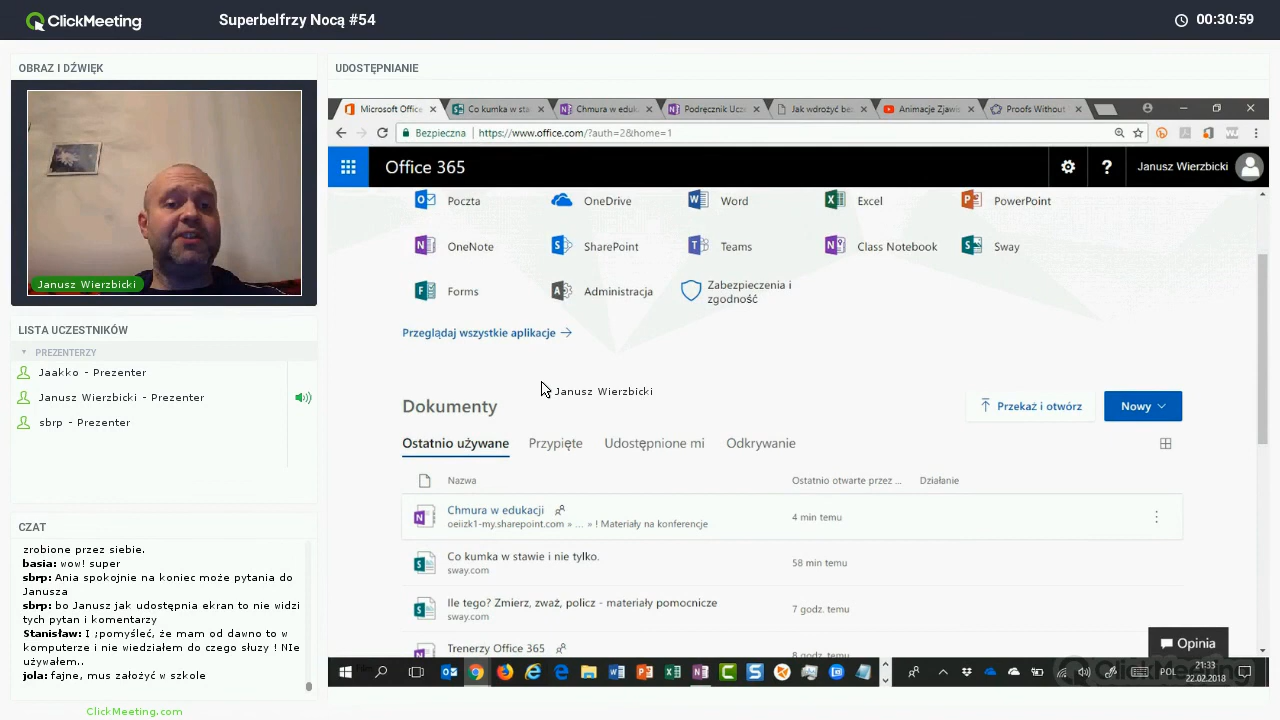 ClickMeeting
Superbelfrzy Nocą #54
00:30:59
OBRAZ I DŹWIĘK
Janusz Wierzbicki
LISTA UCZESTNIKÓW
PREZENTERZY
Jaakko - Prezenter
Janusz Wierzbicki - Prezenter
sbrp - Prezenter
CZAT
zrobione przez siebie.
basia: wow! super
sbrp: Ania spokojnie na koniec może pytania do
Janusza
sbrp: bo Janusz jak udostępnia ekran to nie widzi
tych pytan i komentarzy
Stanisław: I ;pomyśleć, że mam od dawno to w
komputerze i nie wiedziałem do czego słuzy ! NIe
używałem..
jola: fajne, mus założyć w szkole
ClickMeeting.com
UDOSTĘPNIANIE
Microsoft Office
Co kumka w sta
Chmura w eduk
Podręcznik Ucz
Jak wdrożyć be
Animacje Zjawis
Proofs Without
Bezpieczna
https://www.office.com/?auth=2&home=1
Office 365
? Janusz Wierzbicki
Poczta OneDrive Word Excel PowerPoint
OneNote SharePoint Teams Class Notebook Sway
Forms Administracja Zabezpieczenia i
zgodność
Przeglądaj wszystkie aplikacje
Janusz Wierzbicki
Dokumenty
Przekaż i otwórz
Nowy
Ostatnio używane Przypięte Udostępnione mi Odkrywanie
Nazwa Ostatnio otwarte przez ... Działanie
Chmura w edukacji
oeiizk1-my.sharepoint.com » ... » ! Materiały na konferencje
4 min temu
Co kumka w stawie i nie tylko.
sway.com
58 min temu
Ile tego? Zmierz, zważ, policz - materiały pomocnicze
sway.com
7 godz. temu
Trenerzy Office 365
8 godz. temu
Opinia
POL
21:33
22.02.2018
ClickMeeting